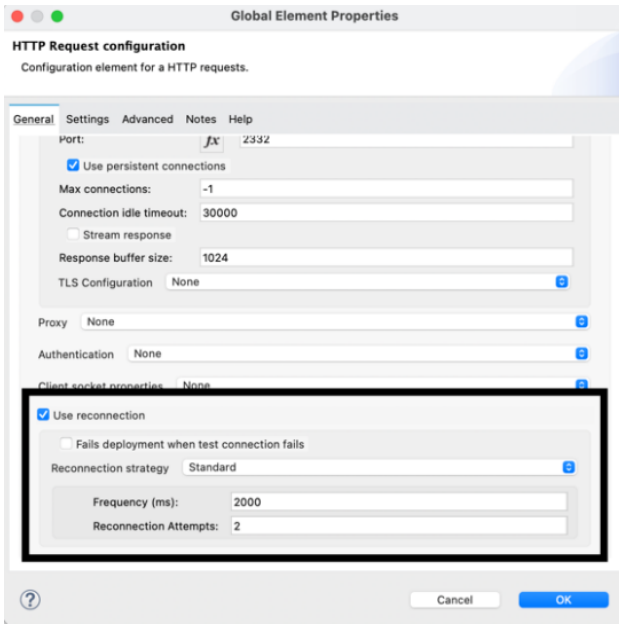 Global Element Properties
HTTP Request configuration
Configuration element for a HTTP requests.
General Settings Advanced Notes Help
Port: fx 2332
Use persistent connections
Max connections: -1
Connection idle timeout: 30000
Stream response
Response buffer size: 1024
TLS Configuration None
Proxy None
Authentication None
Client socket properties None
Use reconnection
Fails deployment when test connection fails
Reconnection strategy Standard
Frequency (ms): 2000
Reconnection Attempts: 2
? Cancel OK